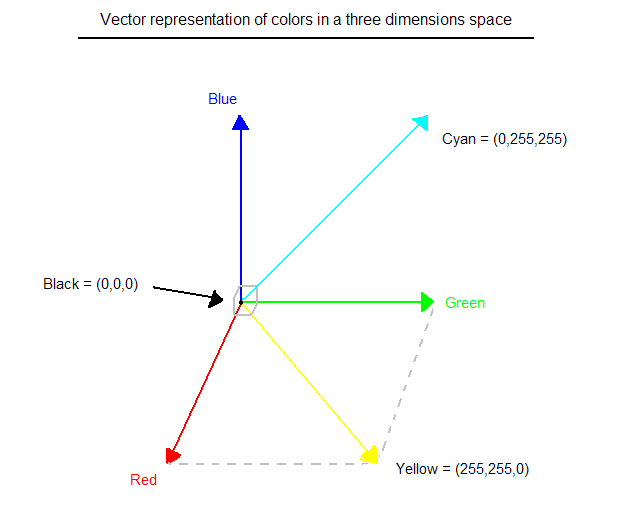 Vector representation of colors in a three dimensions space
Blue
Cyan = (0,255,255)
Black = (0,0,0)
Green
Yellow = (255,255,0)
Red